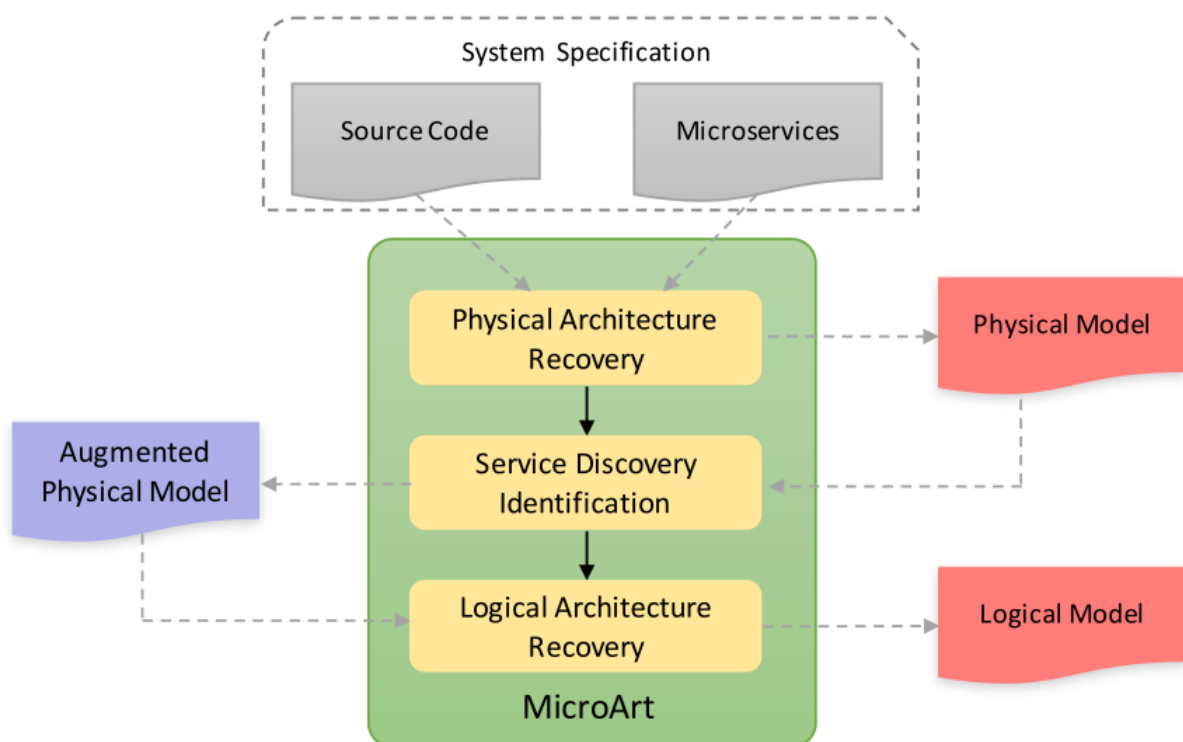 System Specification
Source Code
Microservices
Physical Architecture
Recovery
Physical Model
Augmented
Physical Model
Service Discovery
Identification
Logical Architecture
Recovery
Logical Model
MicroArt